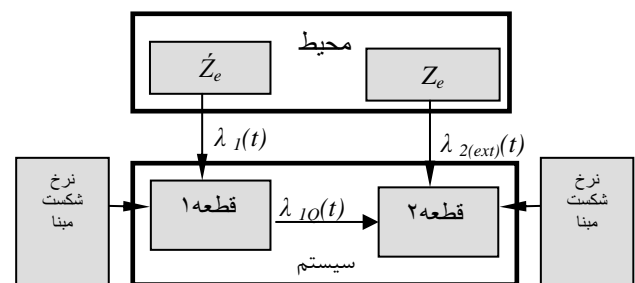 محیط
Źₑ
Zₑ
λ ₁(t)
λ ₂₍ₑₓₜ₎(t)
نرخ
شکست
مبنا
قطعه۱
λ ₁O(t)
قطعه۲
نرخ
شکست
مبنا
سیستم